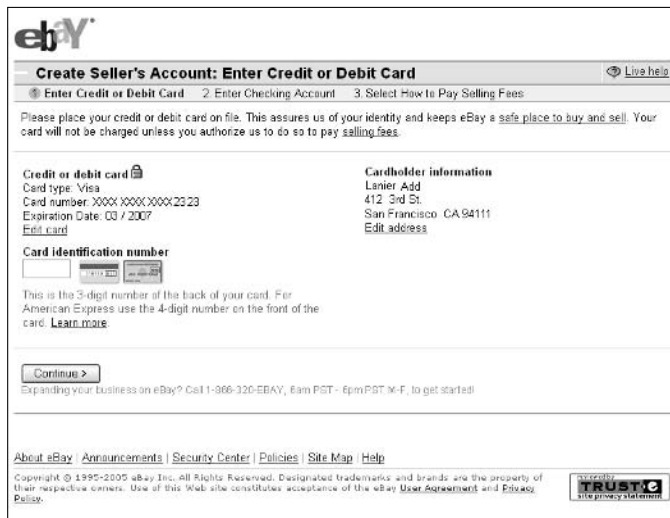 ebaY
Create Seller's Account: Enter Credit or Debit Card
Live help
1 Enter Credit or Debit Card 2. Enter Checking Account 3. Select How to Pay Selling Fees
Please place your credit or debit card on file. This assures us of your identity and keeps eBay a safe place to buy and sell. Your
card will not be charged unless you authorize us to do so to pay selling fees.
Credit or debit card
Card type: Visa
Card number: XXXX XXXX XXXX 2323
Expiration Date: 03 / 2007
Edit card
Card identification number
This is the 3-digit number of the back of your card. For
American Express use the 4-digit number on the front of the
card. Learn more.
Cardholder information
Lanier Add
412 3rd St.
San Francisco CA 94111
Edit address
Continue >
Expanding your business on eBay? Call 1-866-320-EBAY, 6am PST - 6pm PST M-F, to get started!
About eBay | Announcements | Security Center | Policies | Site Map | Help
Copyright © 1995-2005 eBay Inc. All Rights Reserved. Designated trademarks and brands are the property of
their respective owners. Use of this Web site constitutes acceptance of the eBay User Agreement and Privacy
Policy.
TRUSTe
site privacy statement